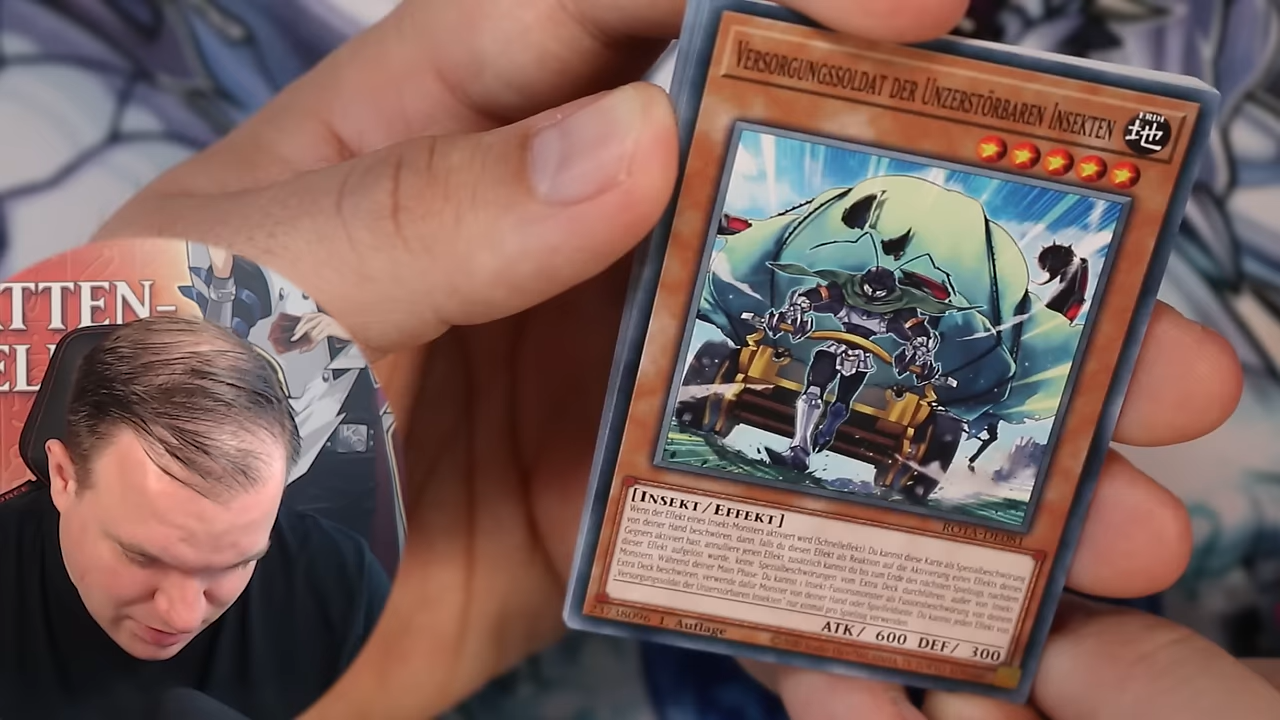 VERSORGUNGSSOLDAT DER UNZERSTÖRBAREN INSEKTEN
ERDE
地
TTEN-
EL
[INSEKT/EFFEKT]
ROTA-DE081
Wenn der Effekt eines Insekt-Monsters aktiviert wird (Schnelleffekt): Du kannst diese Karte als Spezialbeschwörung
von deiner Hand beschwören, dann, falls du diesen Effekt als Reaktion auf die Aktivierung eines Effekts deines
Gegners aktiviert hast, annulliere jenen Effekt, zusätzlich kannst du bis zum Ende des nächsten Spielzugs, nachdem
dieser Effekt aufgelöst wurde, keine Spezialbeschwörungen vom Extra Deck durchführen, außer von Insekt-
Monstern. Während deiner Main Phase: Du kannst 1 Insekt-Fusionsmonster als Fusionsbeschwörung von deinem
Extra Deck beschwören, verwende dafür Monster von deiner Hand oder Spielfeldseite. Du kannst jeden Effekt von
„Versorgungssoldat der Unzerstörbaren Insekten" nur einmal pro Spielzug verwenden.
ATK/ 600 DEF/ 300
23738096 1. Auflage